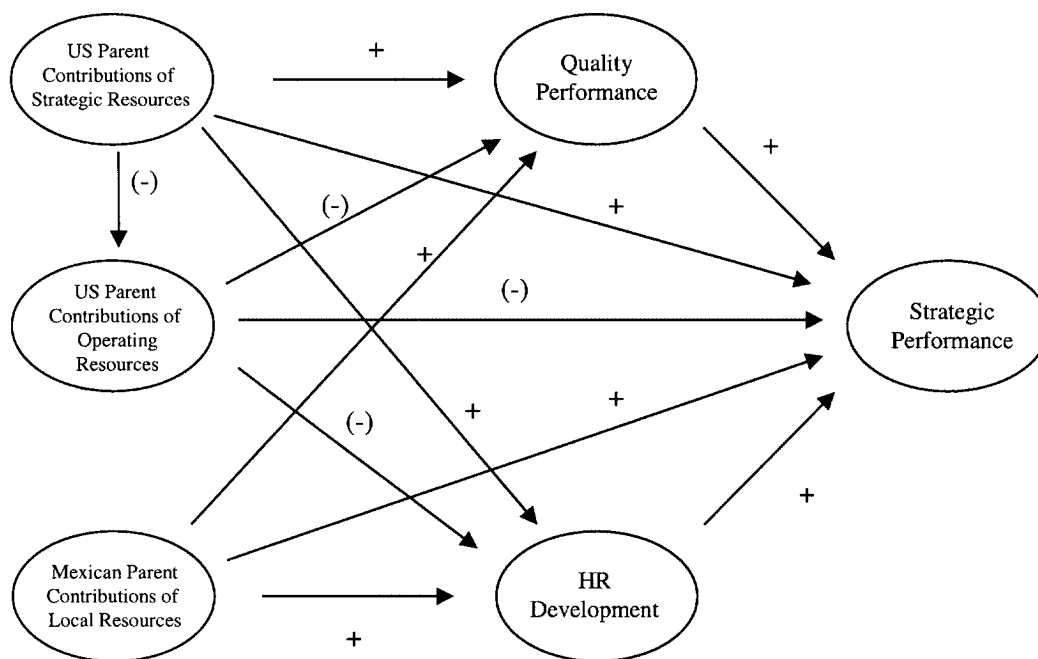 US Parent
Contributions of
Strategic Resources
+
Quality
Performance
+
(-)
(-)
+
+
US Parent
Contributions of
Operating
Resources
(-)
Strategic
Performance
(-)
+
+
+
Mexican Parent
Contributions of
Local Resources
+
HR
Development